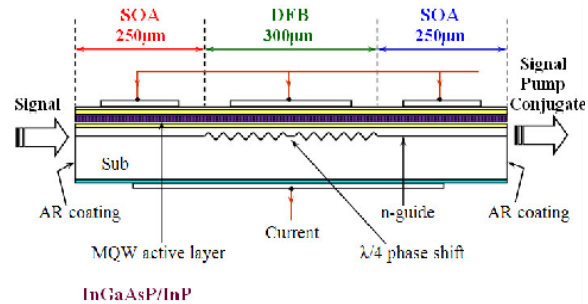 SOA DFB SOA
250μm 300μm 250μm
Signal
Pump
Conjugate
Signal
Sub
AR coating
MQW active layer
Current
λ/4 phase shift
n-guide
AR coating
InGaAsP/InP